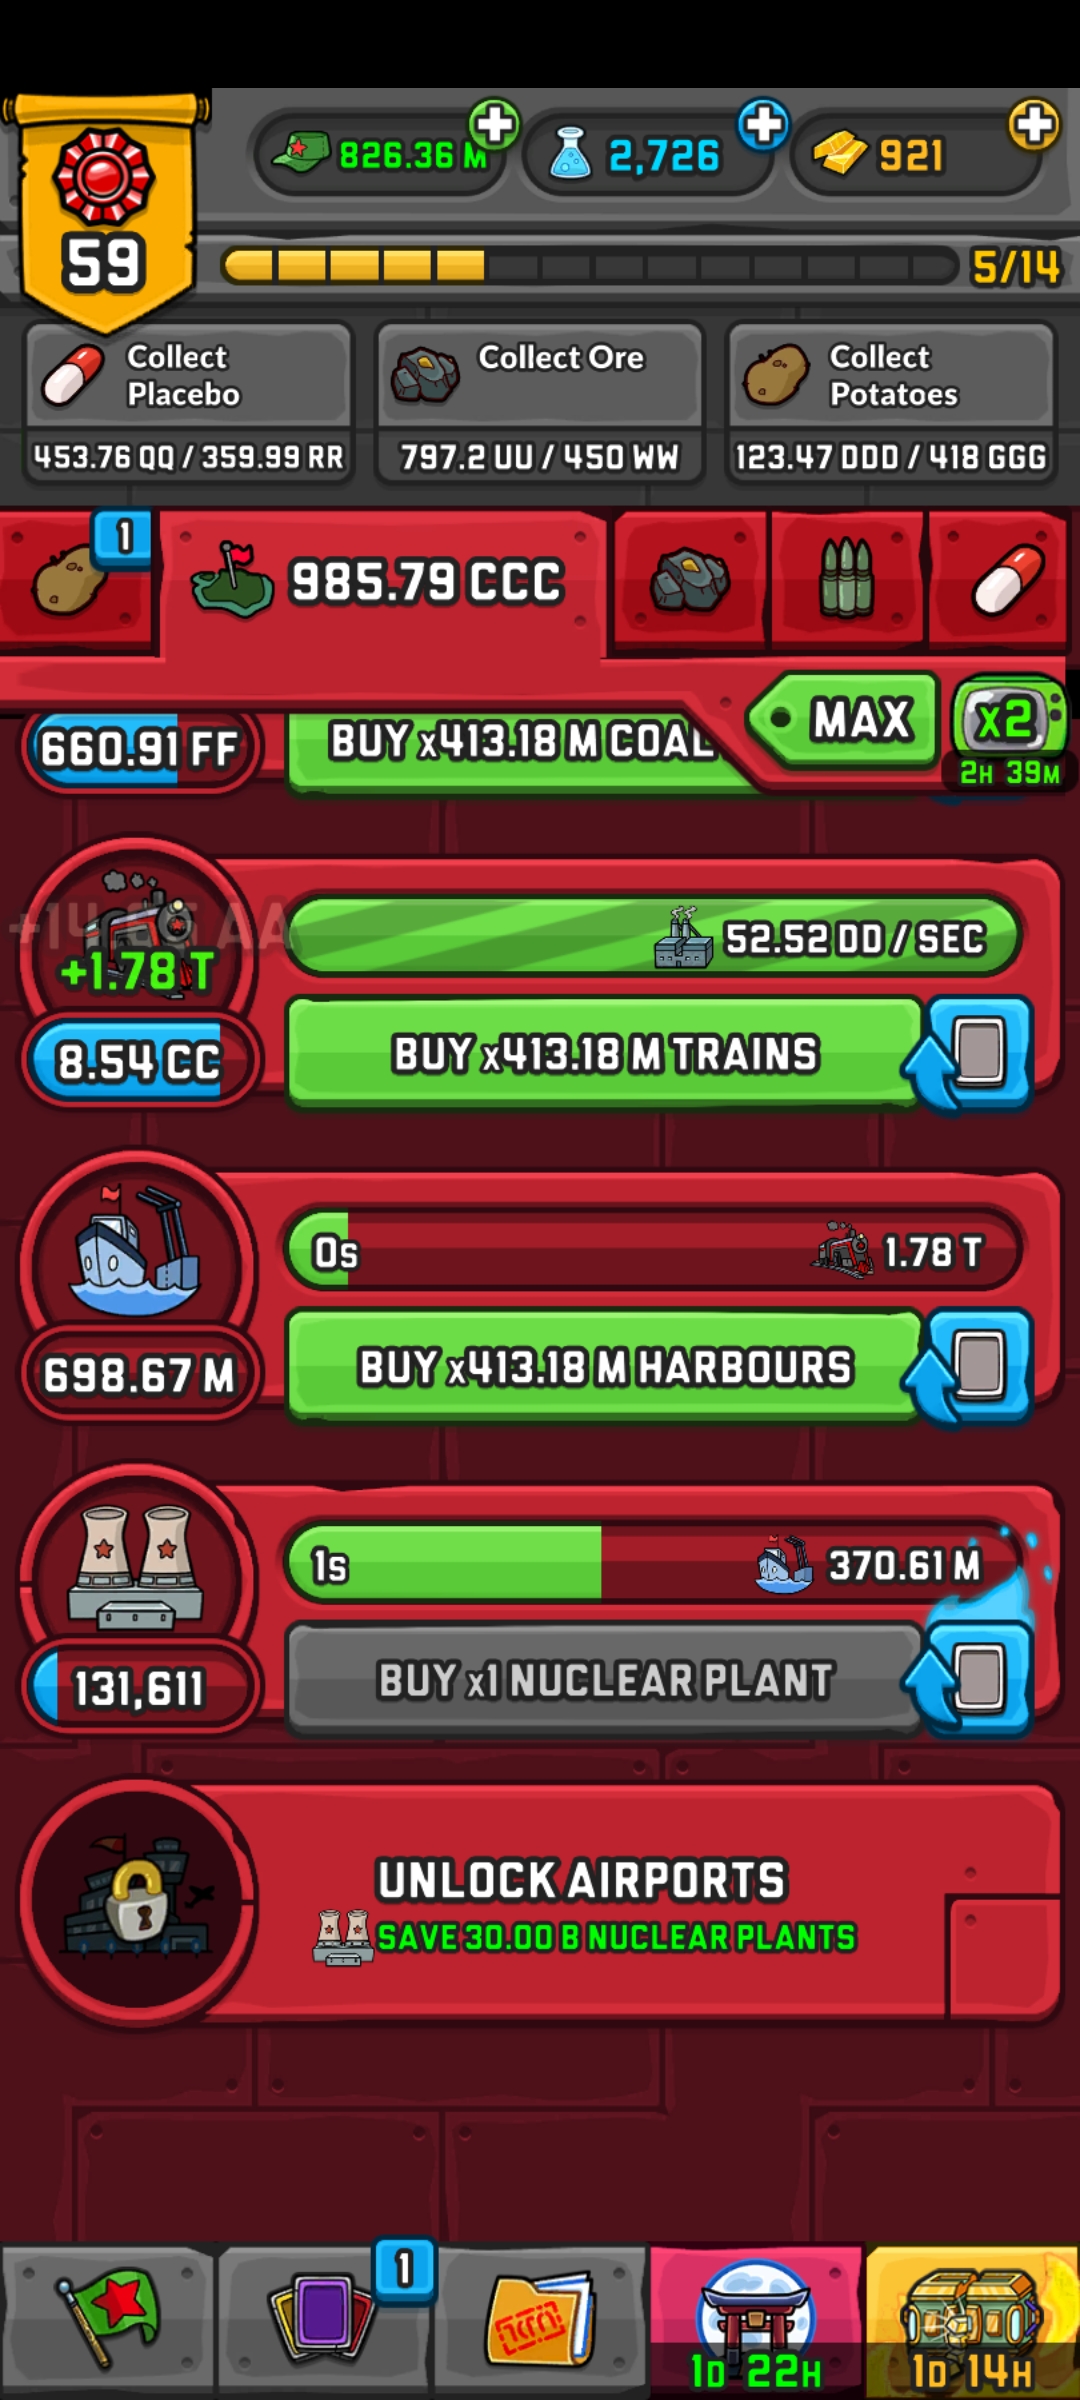 826.36 M
2,726
921
59
5/14
Collect
Placebo
453.76 QQ / 359.99 RR
Collect Ore
797.2 UU / 450 WW
Collect
Potatoes
123.47 DDD / 418 GGG
1
985.79 CCC
MAX
x2
2H 39M
660.91 FF
BUY x413.18 M COAL
+1.78 T
52.52 DD / SEC
8.54 CC
BUY x413.18 M TRAINS
0s
1.78 T
698.67 M
BUY x413.18 M HARBOURS
1s
370.61 M
131,611
BUY x1 NUCLEAR PLANT
UNLOCK AIRPORTS
SAVE 30.00 B NUCLEAR PLANTS
1
1D 22H
1D 14H